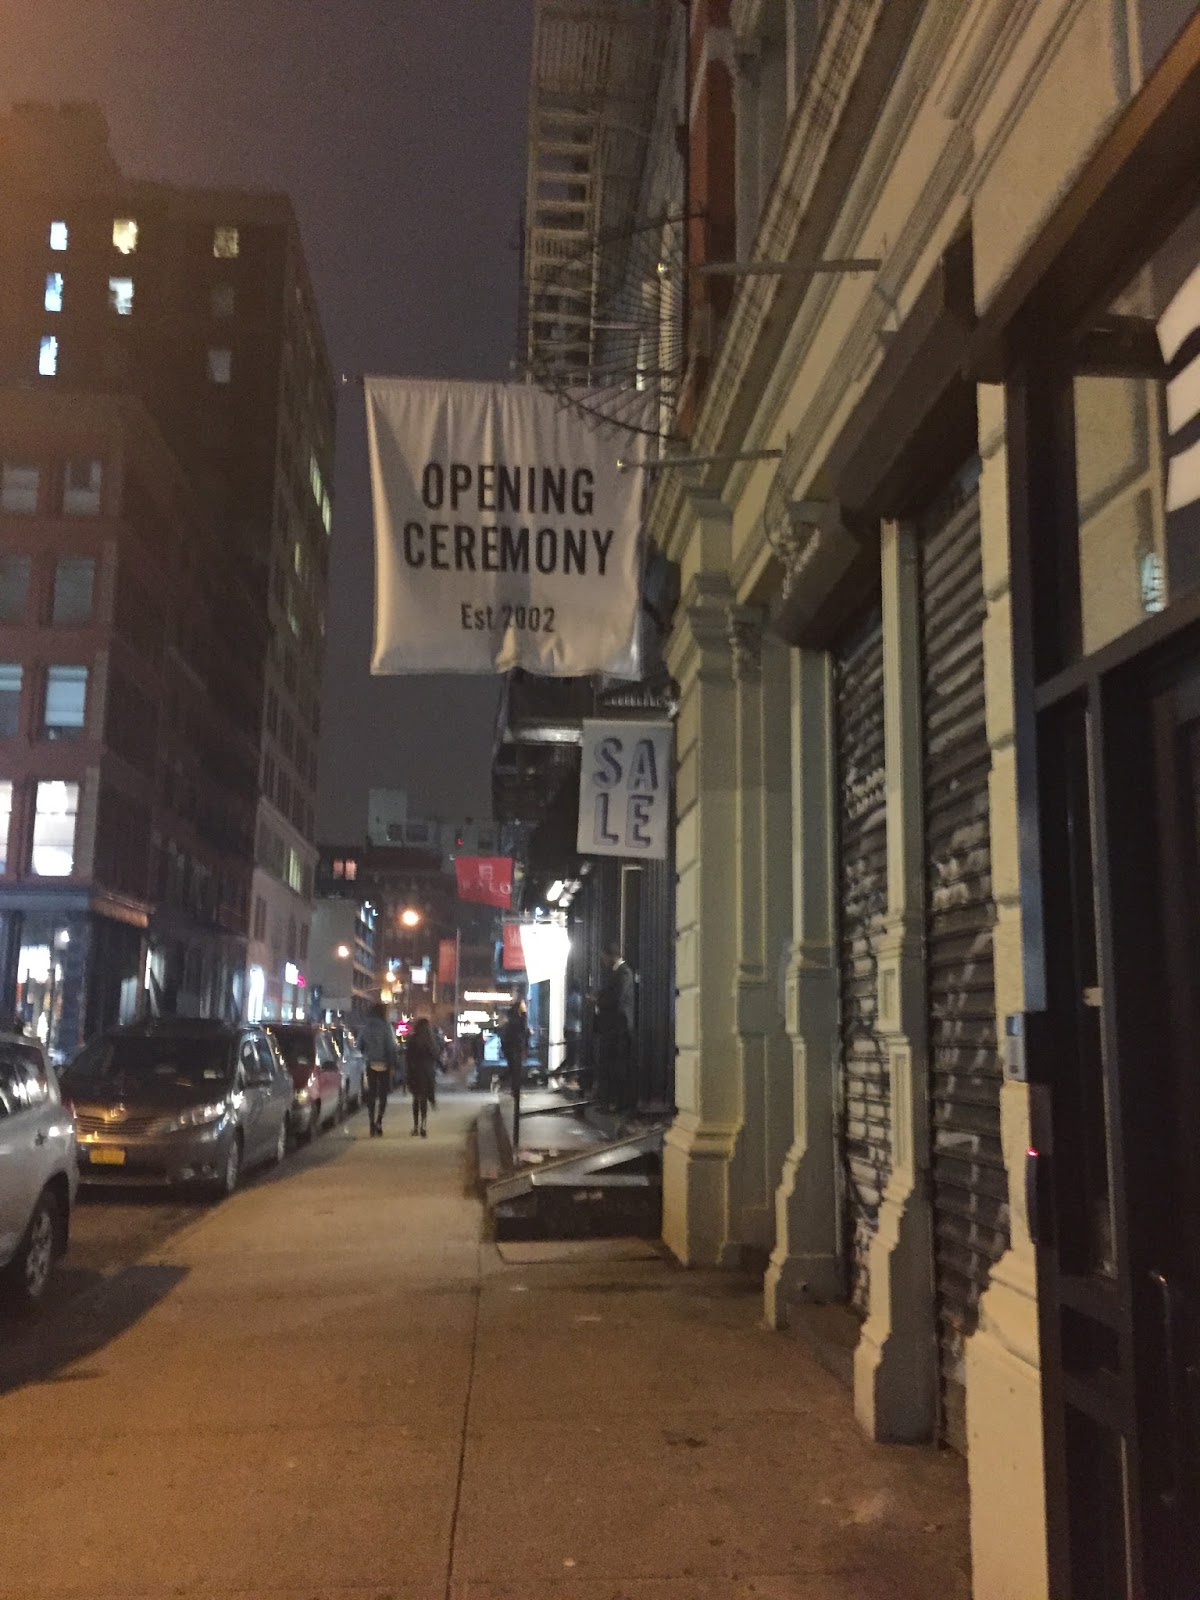 OPENING
CEREMONY
Est 2002
SA
LE